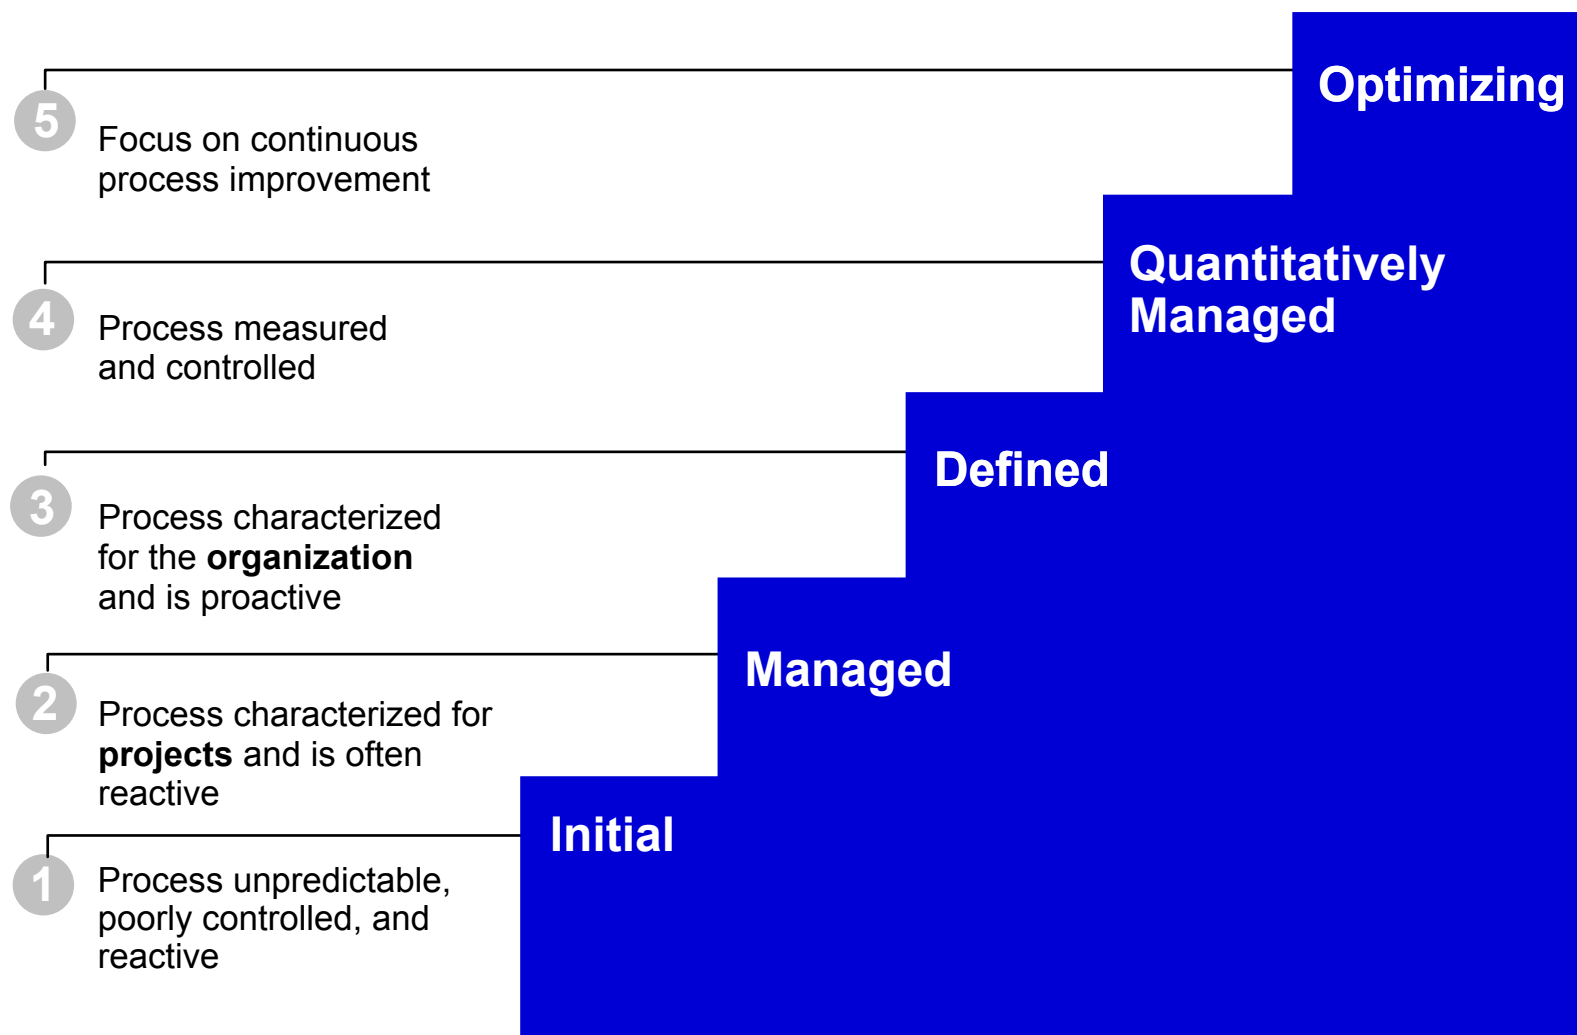 Optimizing
5
Focus on continuous
process improvement
Quantitatively
Managed
4
Process measured
and controlled
Defined
3
Process characterized
for the organization
and is proactive
Managed
2
Process characterized for
projects and is often
reactive
Initial
1
Process unpredictable,
poorly controlled, and
reactive